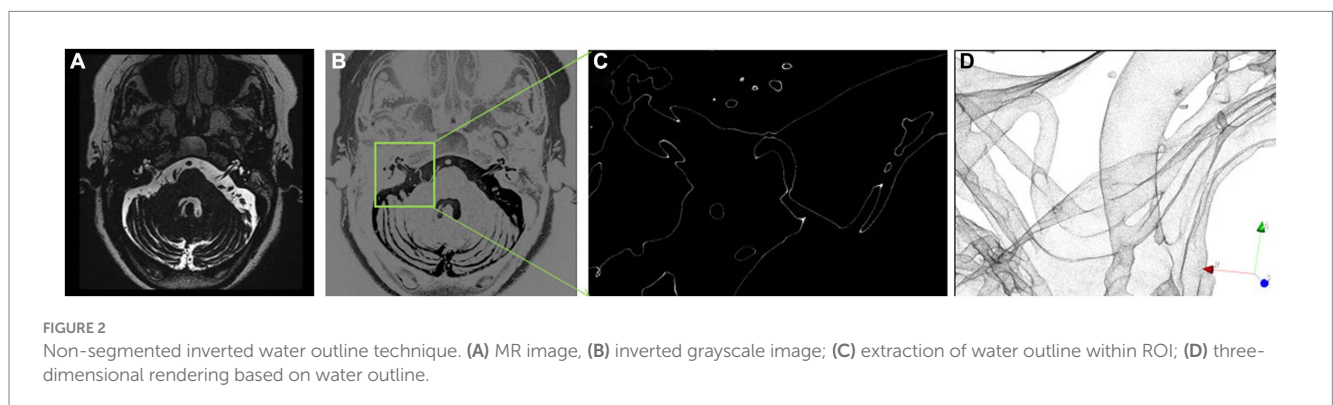 A
B
C
D
FIGURE 2
Non-segmented inverted water outline technique. (A) MR image, (B) inverted grayscale image; (C) extraction of water outline within ROI; (D) three-
dimensional rendering based on water outline.